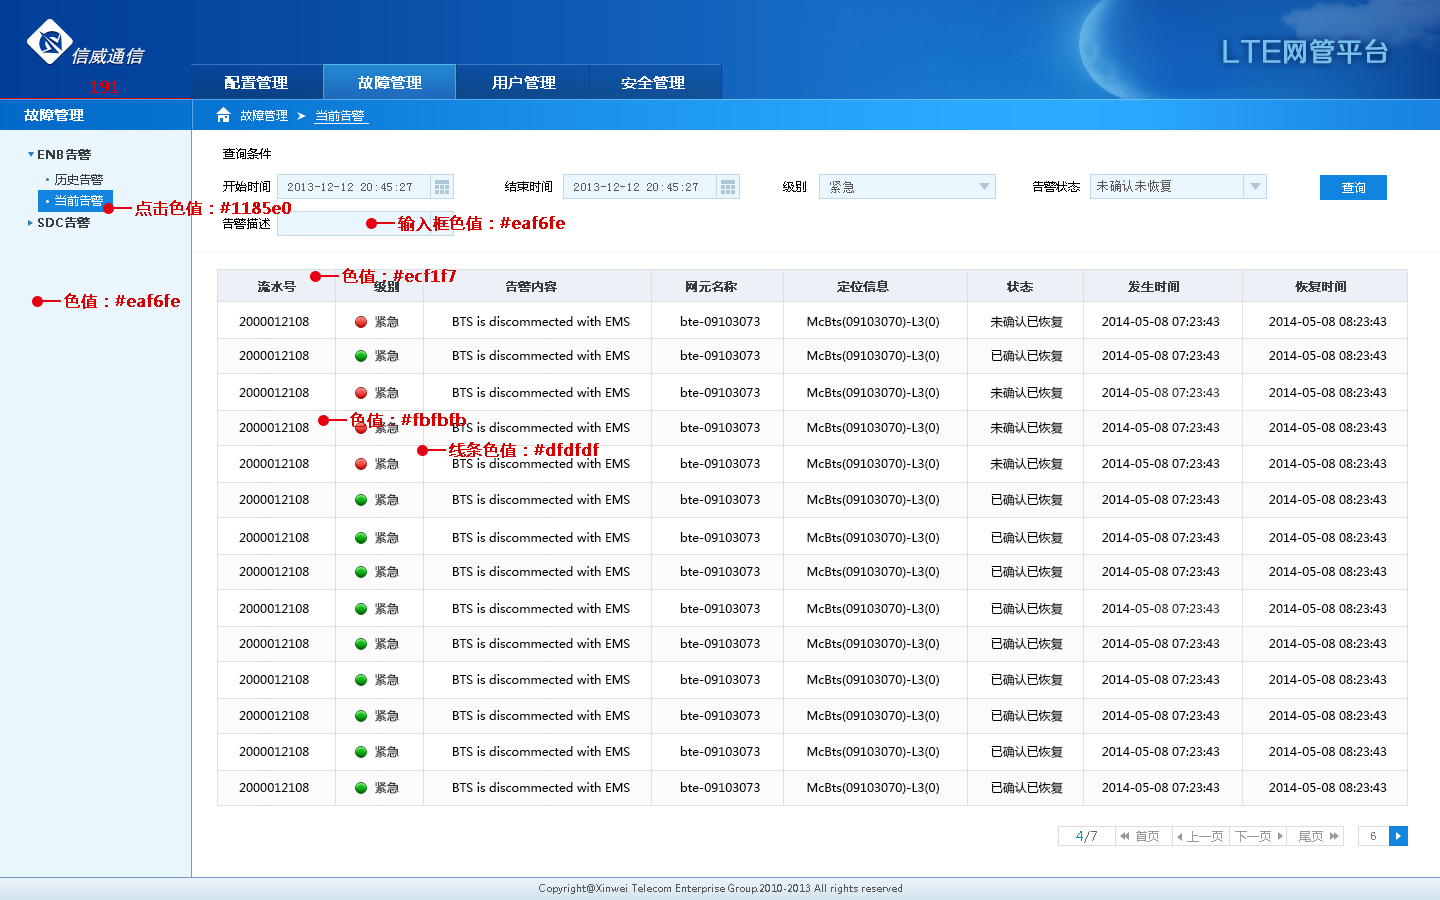 信威通信
LTE网管平台
191
配置管理 故障管理 用户管理 安全管理
故障管理
故障管理 ➤ 当前告警
ENB告警
历史告警
当前告警
SDC告警
点击色值：#1185e0
色值：#eaf6fe
查询条件
开始时间 2013-12-12 20:45:27 结束时间 2013-12-12 20:45:27 级别 紧急 告警状态 未确认未恢复 查询
告警描述
输入框色值：#eaf6fe
色值：#ecf1f7
流水号 级别 告警内容 网元名称 定位信息 状态 发生时间 恢复时间
2000012108 紧急 BTS is discommected with EMS bte-09103073 McBts(09103070)-L3(0) 未确认已恢复 2014-05-08 07:23:43 2014-05-08 08:23:43
2000012108 紧急 BTS is discommected with EMS bte-09103073 McBts(09103070)-L3(0) 已确认已恢复 2014-05-08 07:23:43 2014-05-08 08:23:43
2000012108 紧急 BTS is discommected with EMS bte-09103073 McBts(09103070)-L3(0) 未确认已恢复 2014-05-08 07:23:43 2014-05-08 08:23:43
色值：#fbfbfb
2000012108 紧急 BTS is discommected with EMS bte-09103073 McBts(09103070)-L3(0) 未确认已恢复 2014-05-08 07:23:43 2014-05-08 08:23:43
线条色值：#dfdfdf
2000012108 紧急 BTS is discommected with EMS bte-09103073 McBts(09103070)-L3(0) 未确认已恢复 2014-05-08 07:23:43 2014-05-08 08:23:43
2000012108 紧急 BTS is discommected with EMS bte-09103073 McBts(09103070)-L3(0) 已确认已恢复 2014-05-08 07:23:43 2014-05-08 08:23:43
2000012108 紧急 BTS is discommected with EMS bte-09103073 McBts(09103070)-L3(0) 已确认已恢复 2014-05-08 07:23:43 2014-05-08 08:23:43
2000012108 紧急 BTS is discommected with EMS bte-09103073 McBts(09103070)-L3(0) 已确认已恢复 2014-05-08 07:23:43 2014-05-08 08:23:43
2000012108 紧急 BTS is discommected with EMS bte-09103073 McBts(09103070)-L3(0) 已确认已恢复 2014-05-08 07:23:43 2014-05-08 08:23:43
2000012108 紧急 BTS is discommected with EMS bte-09103073 McBts(09103070)-L3(0) 已确认已恢复 2014-05-08 07:23:43 2014-05-08 08:23:43
2000012108 紧急 BTS is discommected with EMS bte-09103073 McBts(09103070)-L3(0) 已确认已恢复 2014-05-08 07:23:43 2014-05-08 08:23:43
2000012108 紧急 BTS is discommected with EMS bte-09103073 McBts(09103070)-L3(0) 已确认已恢复 2014-05-08 07:23:43 2014-05-08 08:23:43
2000012108 紧急 BTS is discommected with EMS bte-09103073 McBts(09103070)-L3(0) 已确认已恢复 2014-05-08 07:23:43 2014-05-08 08:23:43
2000012108 紧急 BTS is discommected with EMS bte-09103073 McBts(09103070)-L3(0) 已确认已恢复 2014-05-08 07:23:43 2014-05-08 08:23:43
4/7 首页 上一页 下一页 尾页 6
Copyright@Xinwei Telecom Enterprise Group.2010-2013 All rights reserved